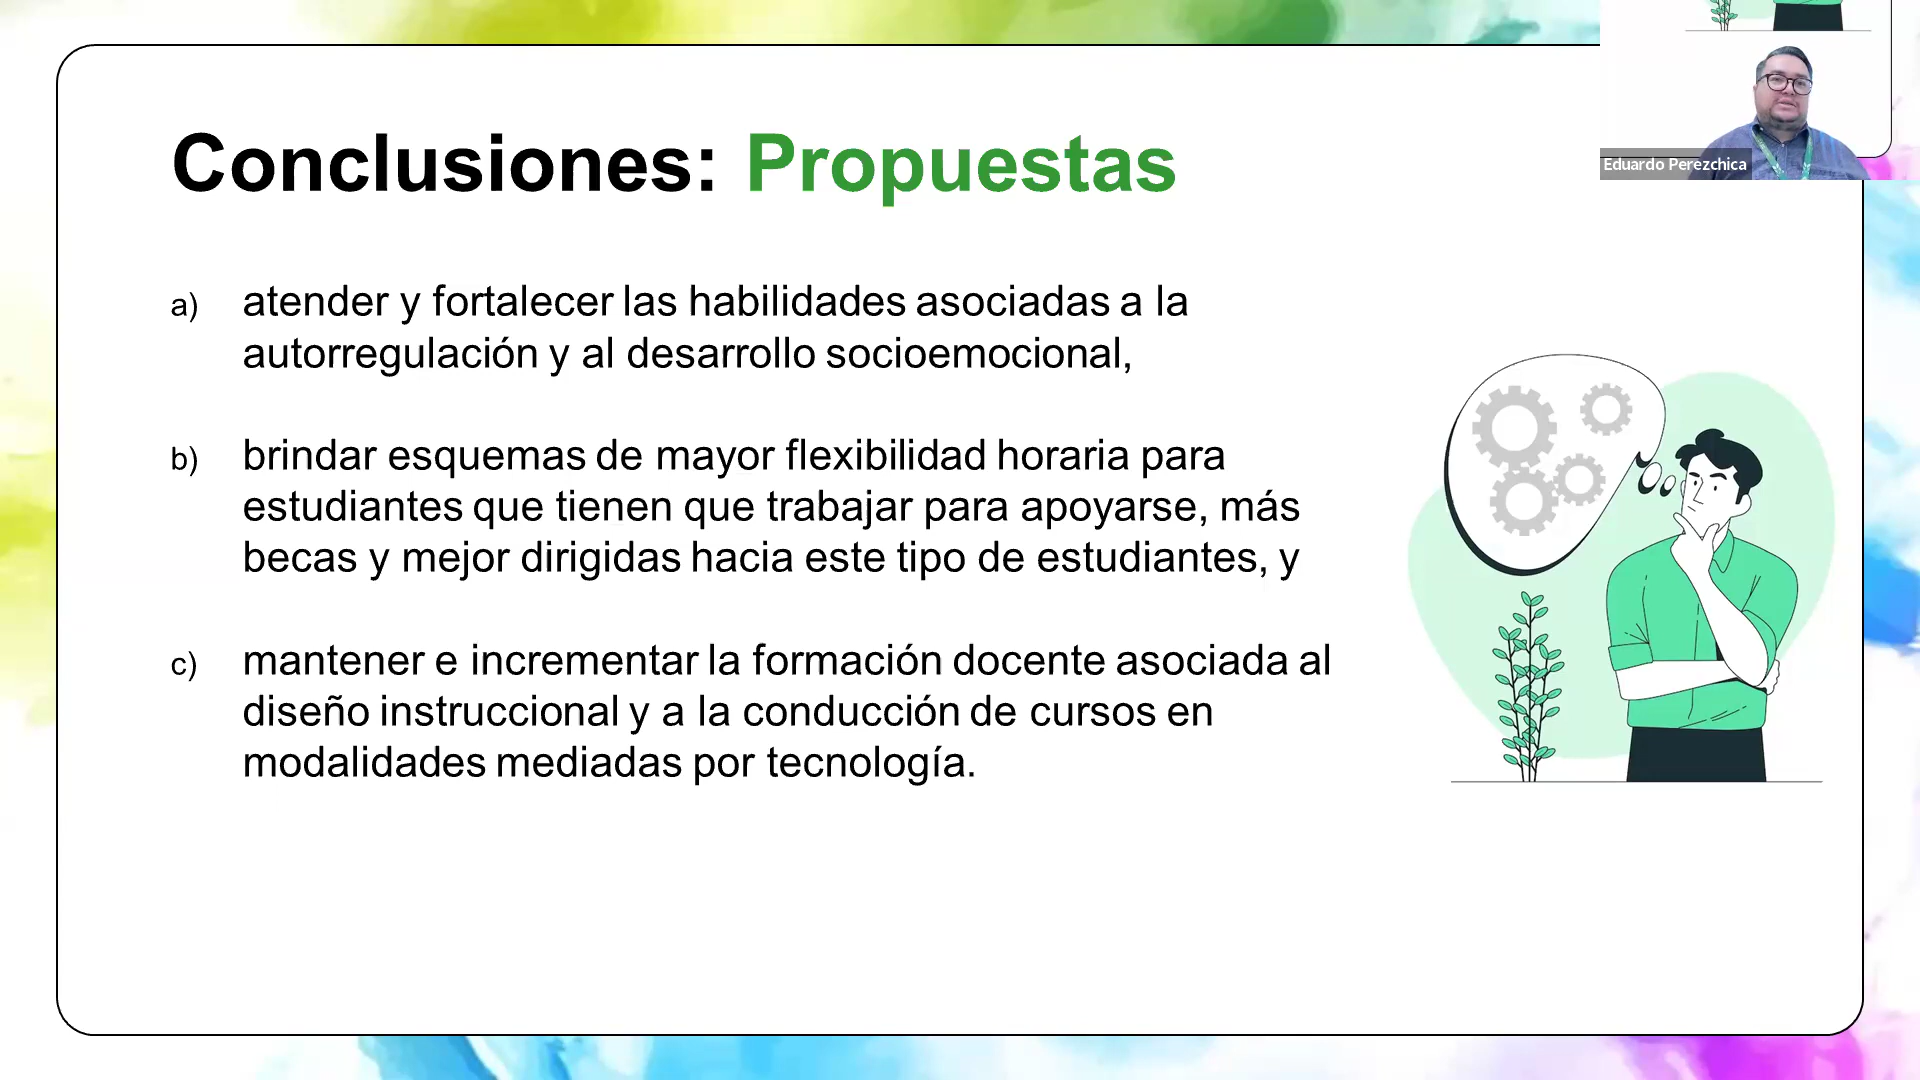 Conclusiones: Propuestas
Eduardo Perezchica
a) atender y fortalecer las habilidades asociadas a la
autorregulación y al desarrollo socioemocional,
b) brindar esquemas de mayor flexibilidad horaria para
estudiantes que tienen que trabajar para apoyarse, más
becas y mejor dirigidas hacia este tipo de estudiantes, y
c) mantener e incrementar la formación docente asociada al
diseño instruccional y a la conducción de cursos en
modalidades mediadas por tecnología.